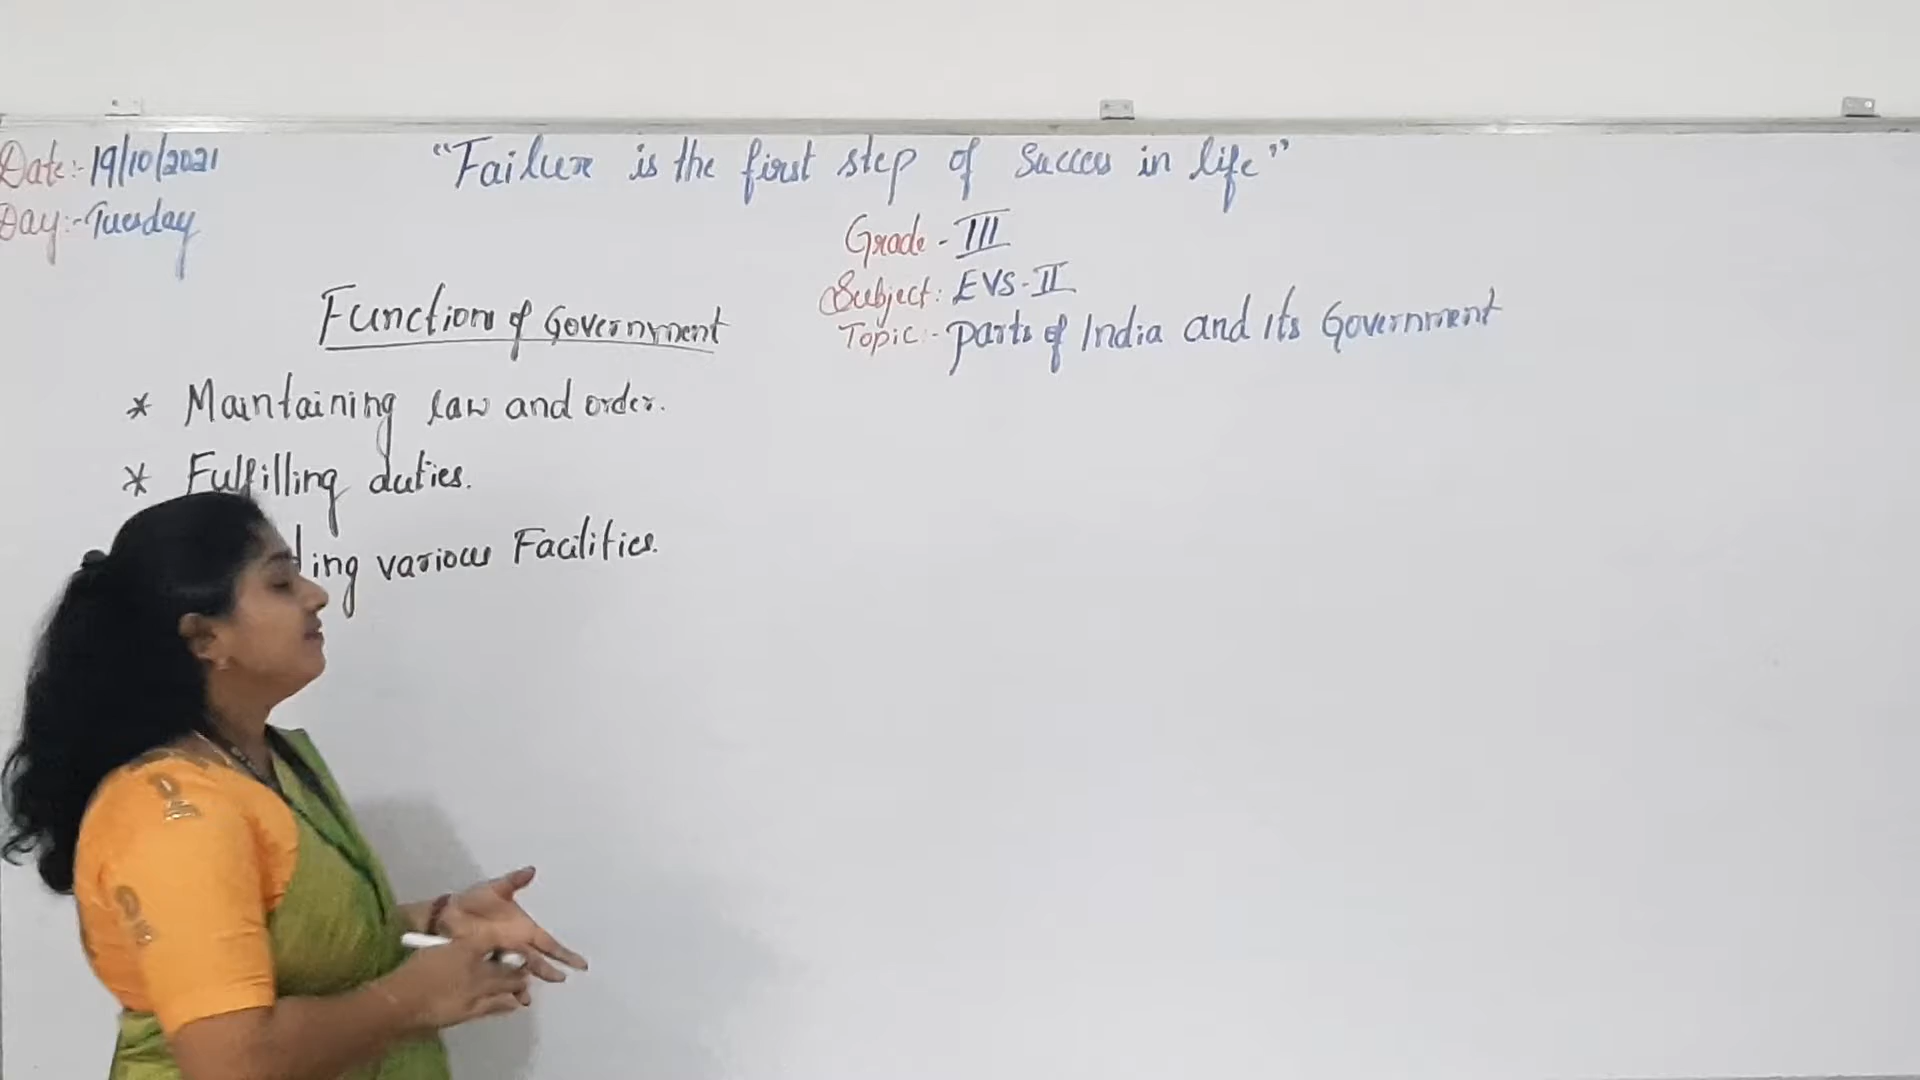 Date:- 19/10/2021
Day:- Tuesday
"Failure is the first step of Success in life"
Grade - III
Subject: EVS-II
Topic:- Parts of India and its Government
Function of Government
* Maintaining law and order.
* Fulfilling duties.
various Facilities.